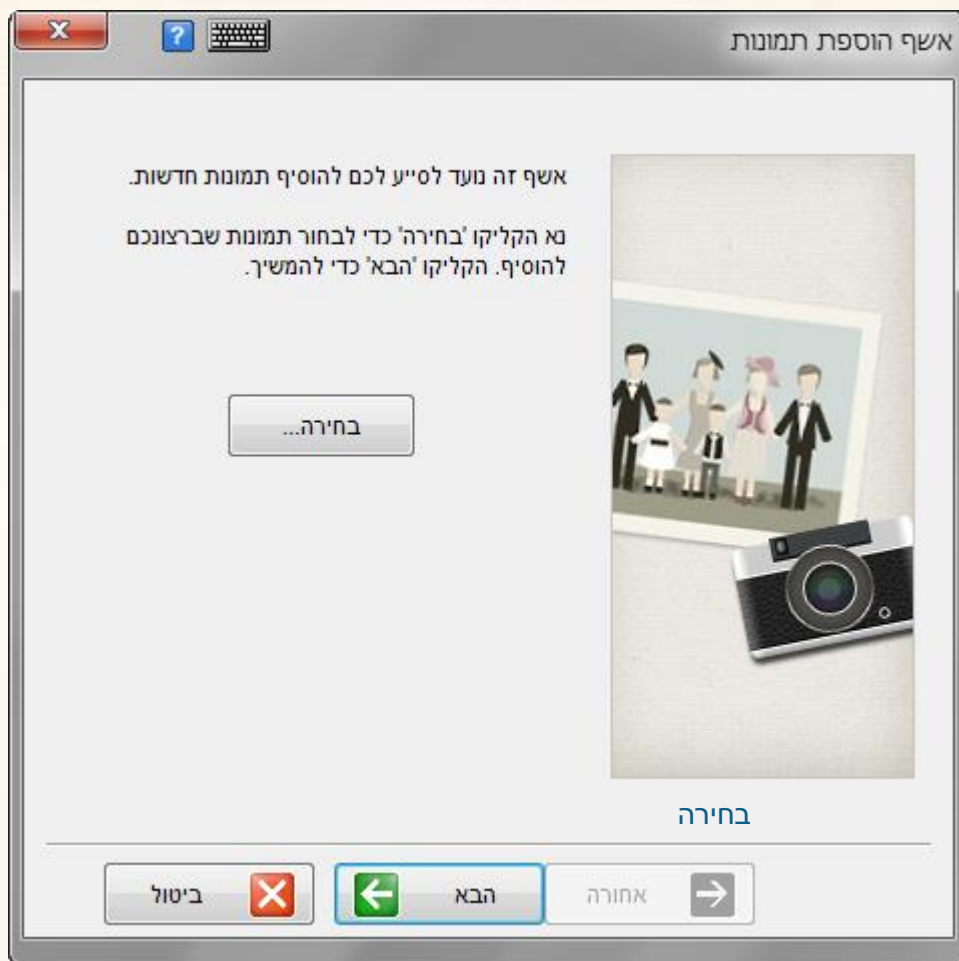 אשף הוספת תמונות
אשף זה נועד לסייע לכם להוסיף תמונות חדשות.
נא הקליקו 'בחירה' כדי לבחור תמונות שברצונכם
להוסיף. הקליקו 'הבא' כדי להמשיך.
בחירה...
בחירה
אחורה
הבא
ביטול